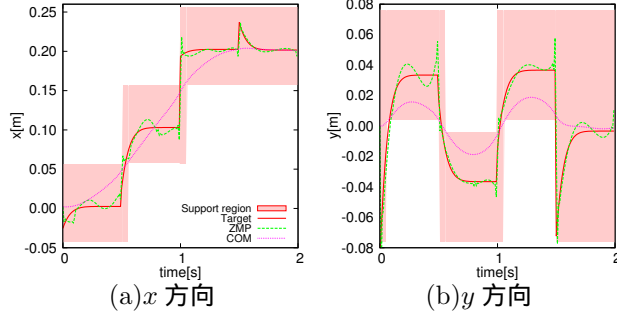 0.25
0.20
0.15
0.10
0.05
0.00
-0.05
x[m]
Support region
Target
ZMP
COM
0 1 2
time[s]
(a)x 方向
0.08
0.06
0.04
0.02
0.00
-0.02
-0.04
-0.06
-0.08
y[m]
0 1 2
time[s]
(b)y 方向